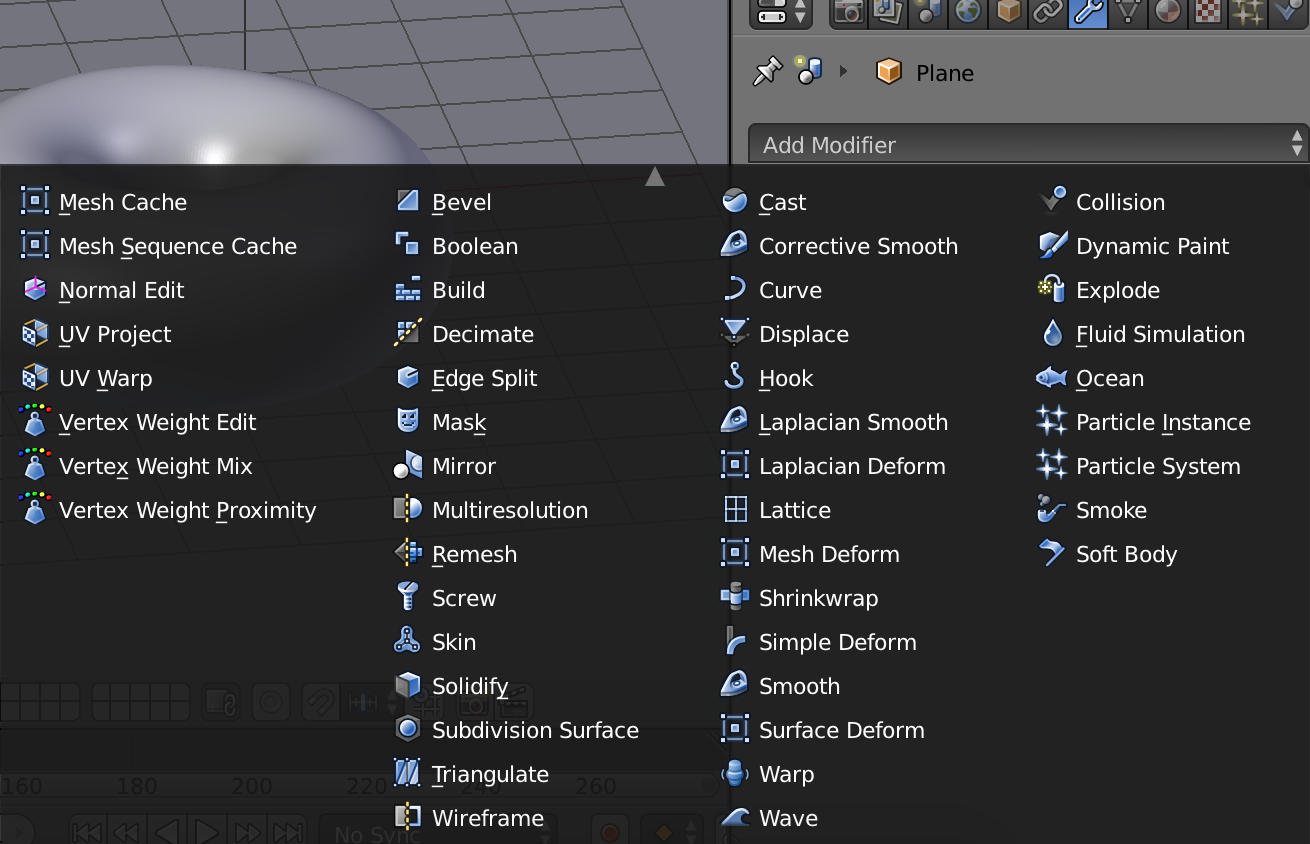 Plane
Add Modifier
Mesh Cache
Mesh Sequence Cache
Normal Edit
UV Project
UV Warp
Vertex Weight Edit
Vertex Weight Mix
Vertex Weight Proximity
Bevel
Boolean
Build
Decimate
Edge Split
Mask
Mirror
Multiresolution
Remesh
Screw
Skin
Solidify
Subdivision Surface
Triangulate
Wireframe
Cast
Corrective Smooth
Curve
Displace
Hook
Laplacian Smooth
Laplacian Deform
Lattice
Mesh Deform
Shrinkwrap
Simple Deform
Smooth
Surface Deform
Warp
Wave
Collision
Dynamic Paint
Explode
Fluid Simulation
Ocean
Particle Instance
Particle System
Smoke
Soft Body
160 180 200 220 240 260
No Sync